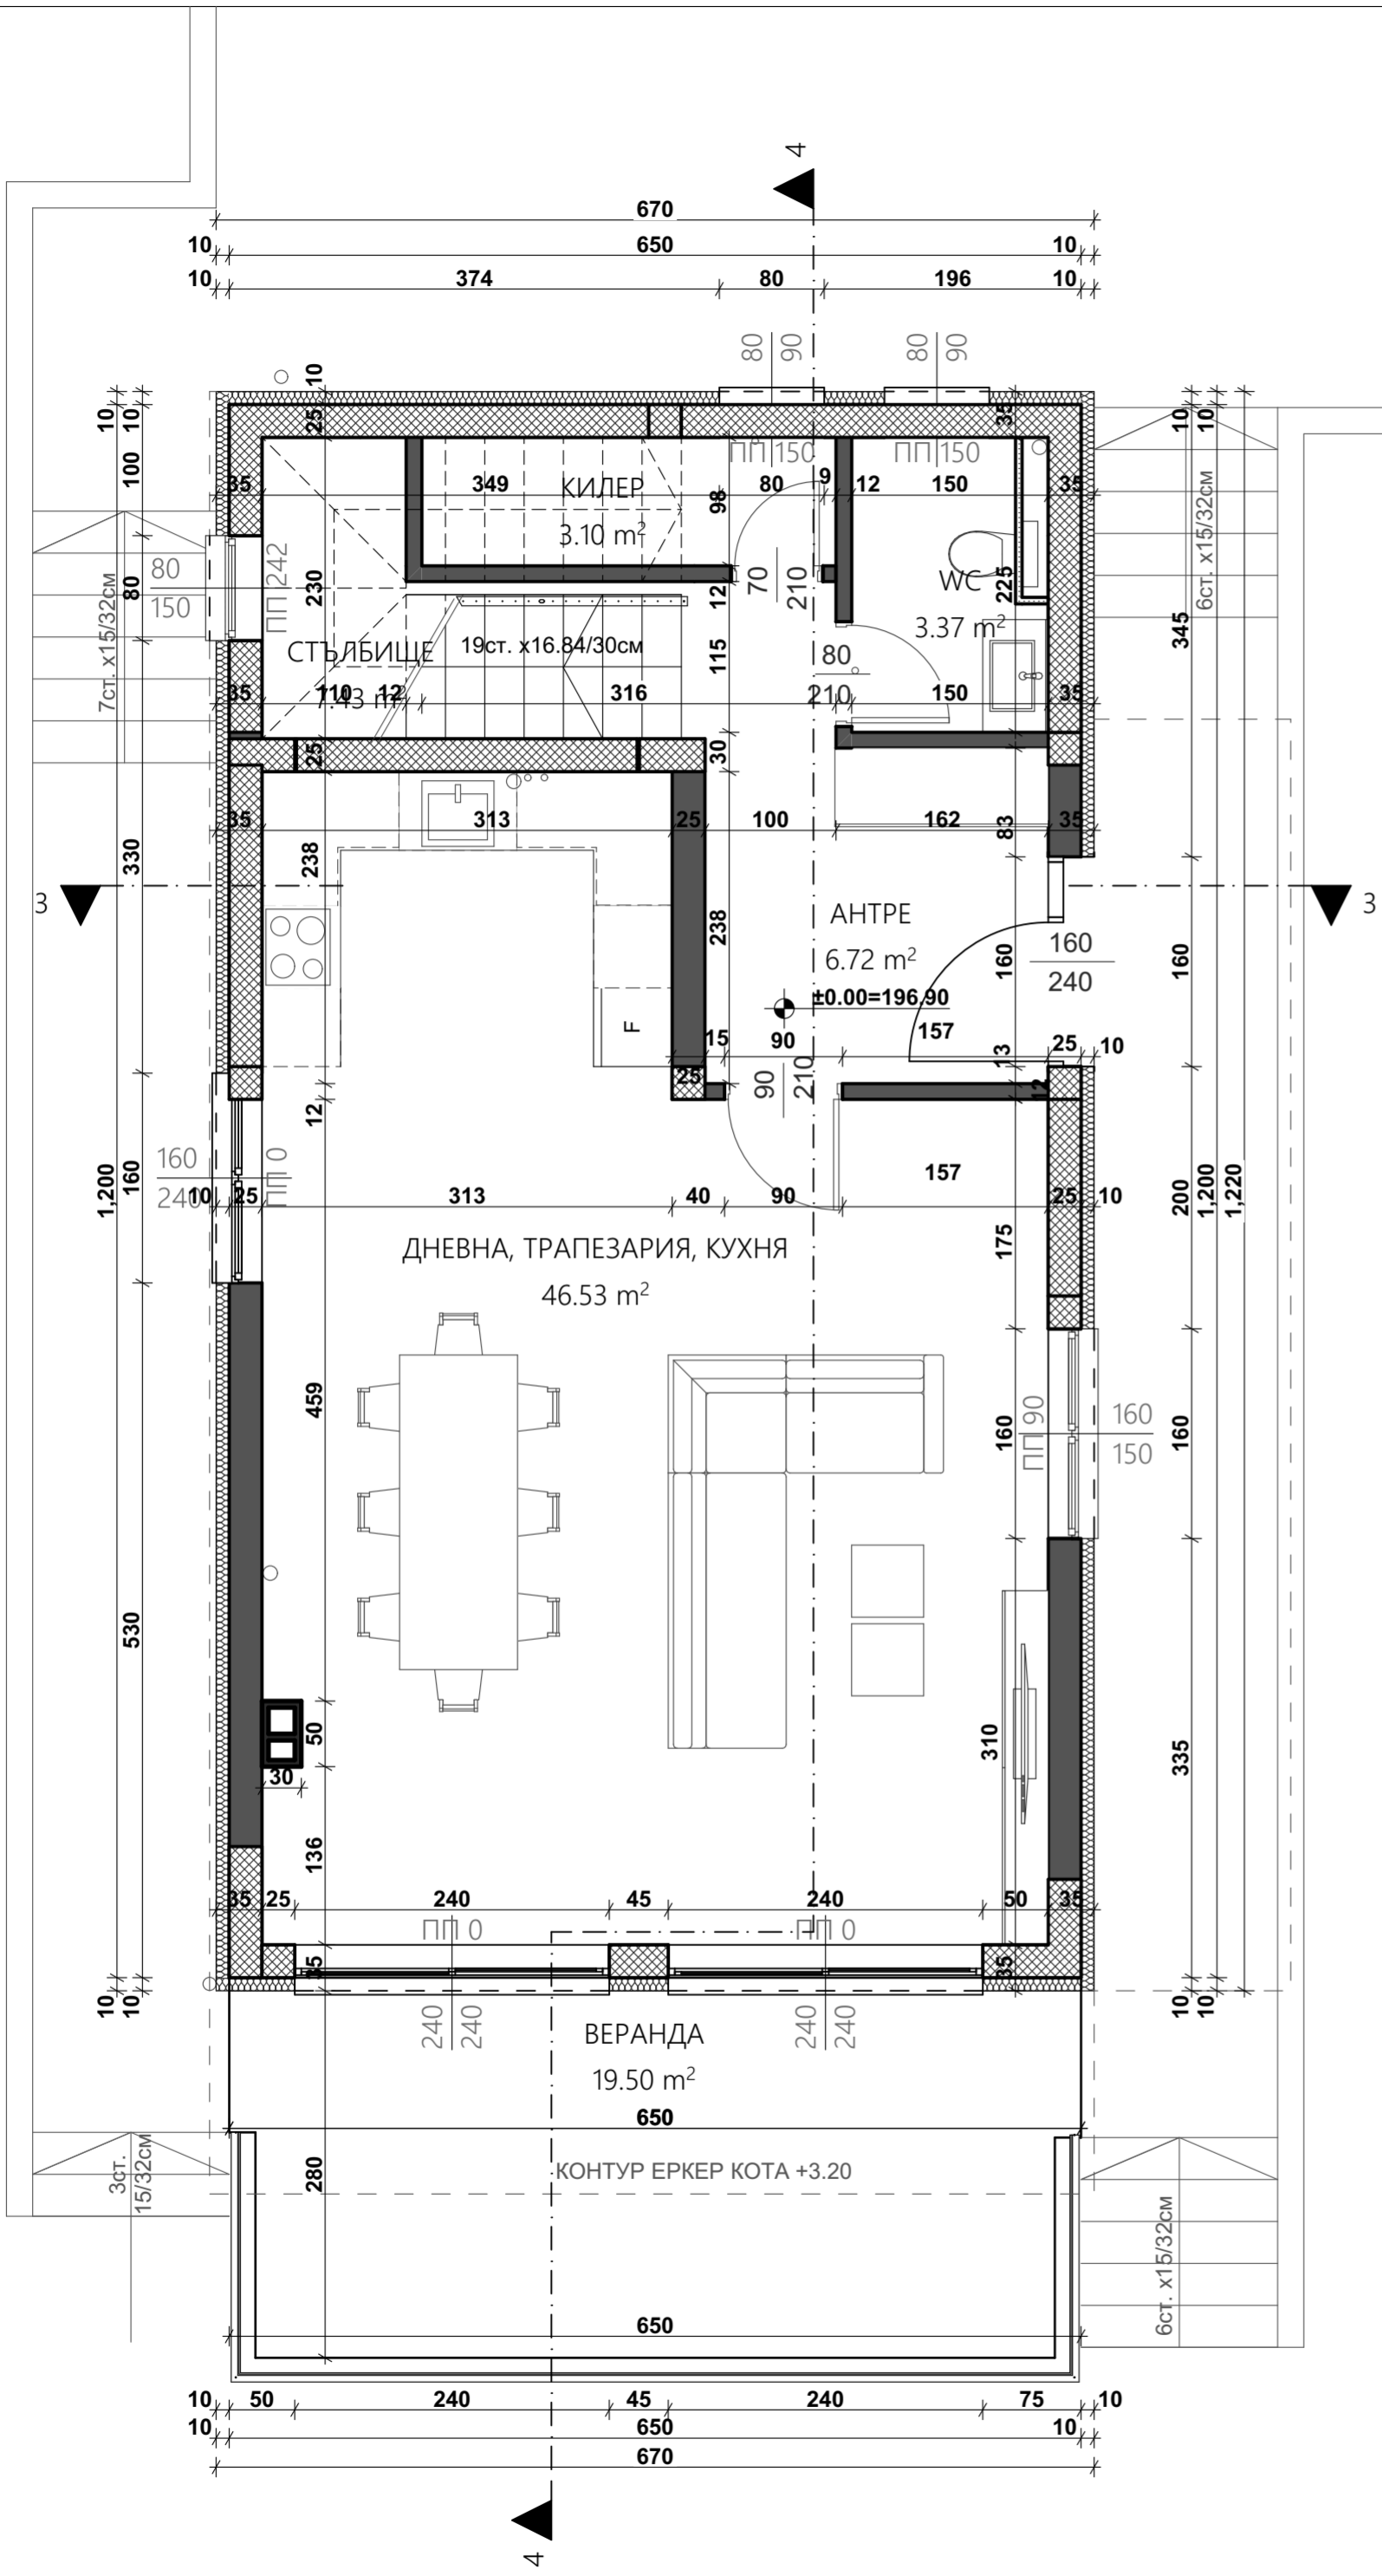 4
670
10 650 10
10 374 80 196 10
80 90
80 90
10
25
35
10 10
10 10
100
ПП 150
ПП 150
35 349 80 9 12 150 35
КИЛЕР
3.10 m²
98
80
150
ПП 242
80
230
12
70 210
WC
225
3.37 m²
7ст. х15/32см
6ст. х15/32см
345
СТЪЛБИЩЕ
7.43 m²
19ст. х16.84/30см
115
80
210
35 110 12 316 150 35
25
30
35 313 25 100 162 35
83
238
330
3
3
238
АНТРЕ
6.72 m²
±0.00=196.90
160
160
240
160
F
15 90 157 25 10
13
25
90 210
12
12
160
240
ПП 0
1,200
160
10 25 313 40 90 157 25 10
200
1,200
1,220
175
ДНЕВНА, ТРАПЕЗАРИЯ, КУХНЯ
46.53 m²
459
160
ПП 90
160
150
160
530
50
30
310
335
136
35 25 240 45 240 50 35
ПП 0
ПП 0
35
35
10 10
10 10
240 240
240 240
ВЕРАНДА
19.50 m²
650
3ст.
15/32см
280
КОНТУР ЕРКЕР КОТА +3.20
6ст. х15/32см
650
10 50 240 45 240 75 10
10 650 10
670
4